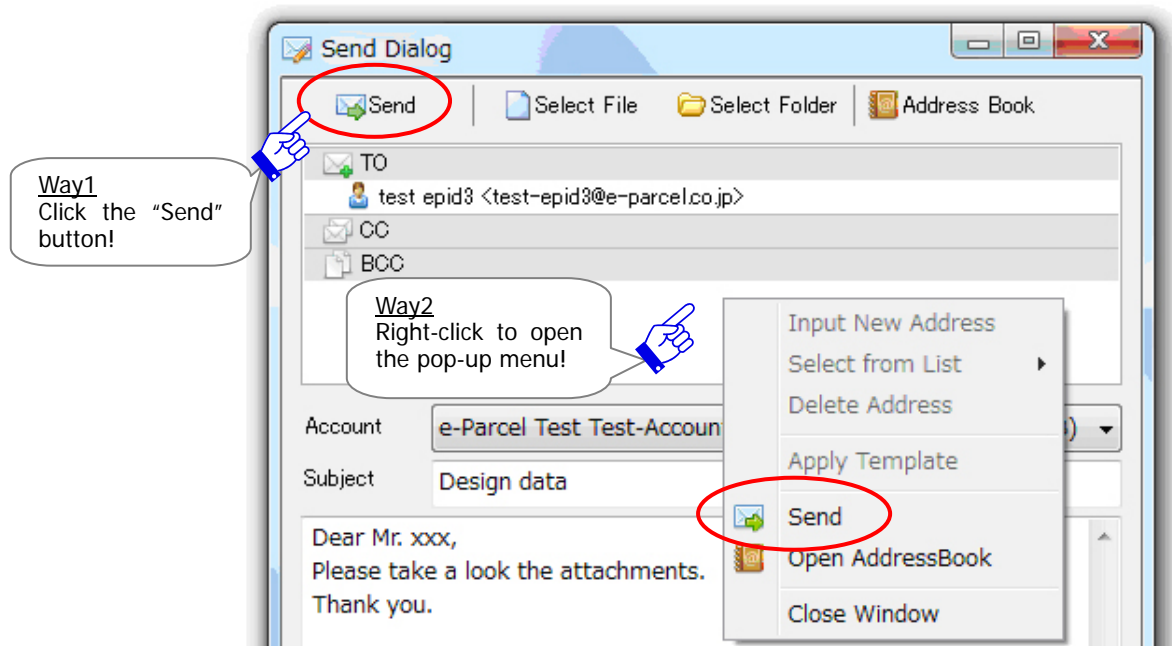 Send Dialog
Send Select File Select Folder Address Book
TO
test epid3 <test-epid3@e-parcel.co.jp>
CC
BCC
Way1
Click the “Send”
button!
Way2
Right-click to open
the pop-up menu!
Input New Address
Select from List
Delete Address
Apply Template
Send
Open AddressBook
Close Window
Account e-Parcel Test Test-Accoun
Subject Design data
Dear Mr. xxx,
Please take a look the attachments.
Thank you.